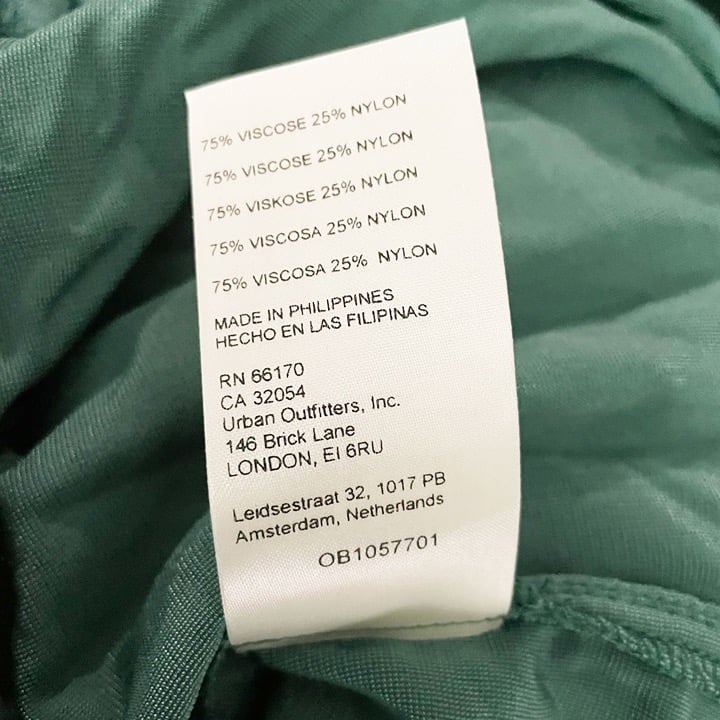 75% VISCOSE 25% NYLON
75% VISCOSE 25% NYLON
75% VISKOSE 25% NYLON
75% VISCOSA 25% NYLON
75% VISCOSA 25% NYLON
MADE IN PHILIPPINES
HECHO EN LAS FILIPINAS
RN 66170
CA 32054
Urban Outfitters, Inc.
146 Brick Lane
LONDON, EI 6RU
Leidsestraat 32, 1017 PB
Amsterdam, Netherlands
OB1057701